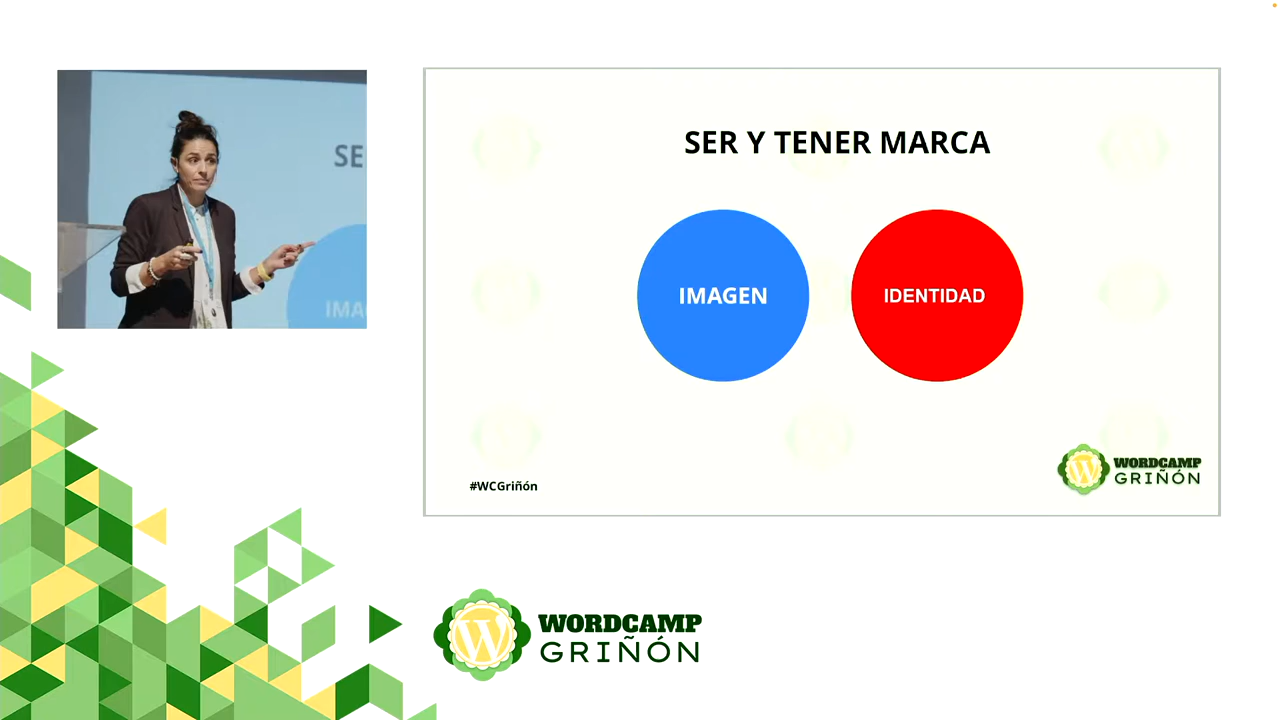 SE
IMA
SER Y TENER MARCA
IMAGEN
IDENTIDAD
#WCGriñón
WORDCAMP
GRIÑÓN
WORDCAMP
GRIÑÓN